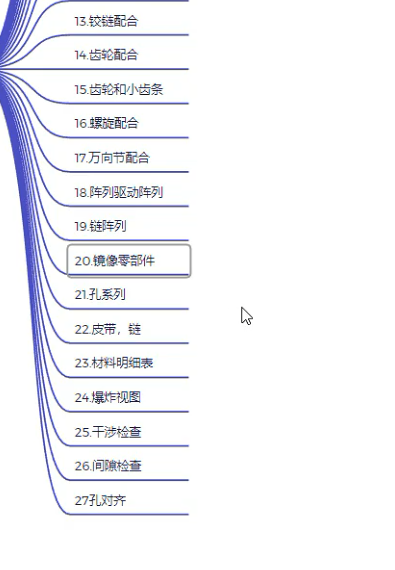 13.铰链配合
14.齿轮配合
15.齿轮和小齿条
16.螺旋配合
17.万向节配合
18.阵列驱动阵列
19.链阵列
20.镜像零部件
21.孔系列
22.皮带，链
23.材料明细表
24.爆炸视图
25.干涉检查
26.间隙检查
27孔对齐